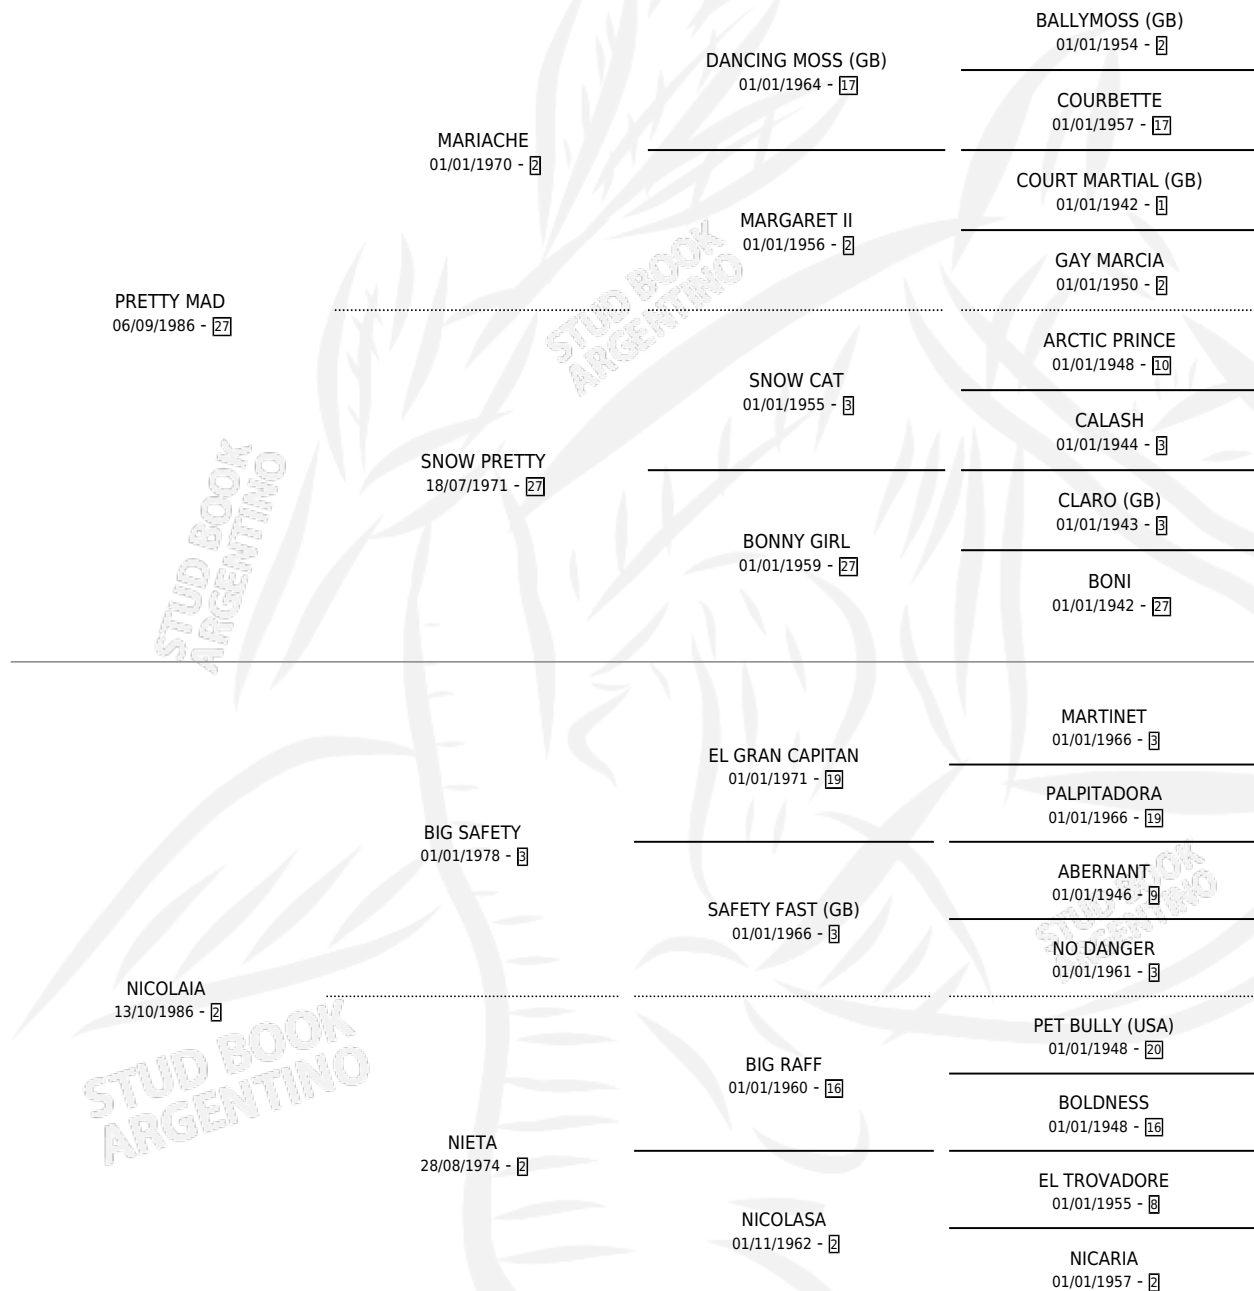 BALLYMOSS (GB)
01/01/1954 - 2
DANCING MOSS (GB)
01/01/1964 - 17
COURBETTE
01/01/1957 - 17
MARIACHE
01/01/1970 - 2
COURT MARTIAL (GB)
01/01/1942 - 1
MARGARET II
01/01/1956 - 2
GAY MARCIA
01/01/1950 - 2
PRETTY MAD
06/09/1986 - 27
ARCTIC PRINCE
01/01/1948 - 10
SNOW CAT
01/01/1955 - 3
CALASH
01/01/1944 - 3
SNOW PRETTY
18/07/1971 - 27
CLARO (GB)
01/01/1943 - 3
BONNY GIRL
01/01/1959 - 27
BONI
01/01/1942 - 27
MARTINET
01/01/1966 - 3
EL GRAN CAPITAN
01/01/1971 - 19
PALPITADORA
01/01/1966 - 19
BIG SAFETY
01/01/1978 - 3
ABERNANT
01/01/1946 - 9
SAFETY FAST (GB)
01/01/1966 - 3
NO DANGER
01/01/1961 - 3
NICOLAIA
13/10/1986 - 2
PET BULLY (USA)
01/01/1948 - 20
BIG RAFF
01/01/1960 - 16
BOLDNESS
01/01/1948 - 16
NIETA
28/08/1974 - 2
EL TROVADORE
01/01/1955 - 8
NICOLASA
01/11/1962 - 2
NICARIA
01/01/1957 - 2
STUD BOOK
ARGENTINO
STUD BOOK
ARGENTINO
STUD BOOK
ARGENTINO
STUD BOOK
ARGENTINO